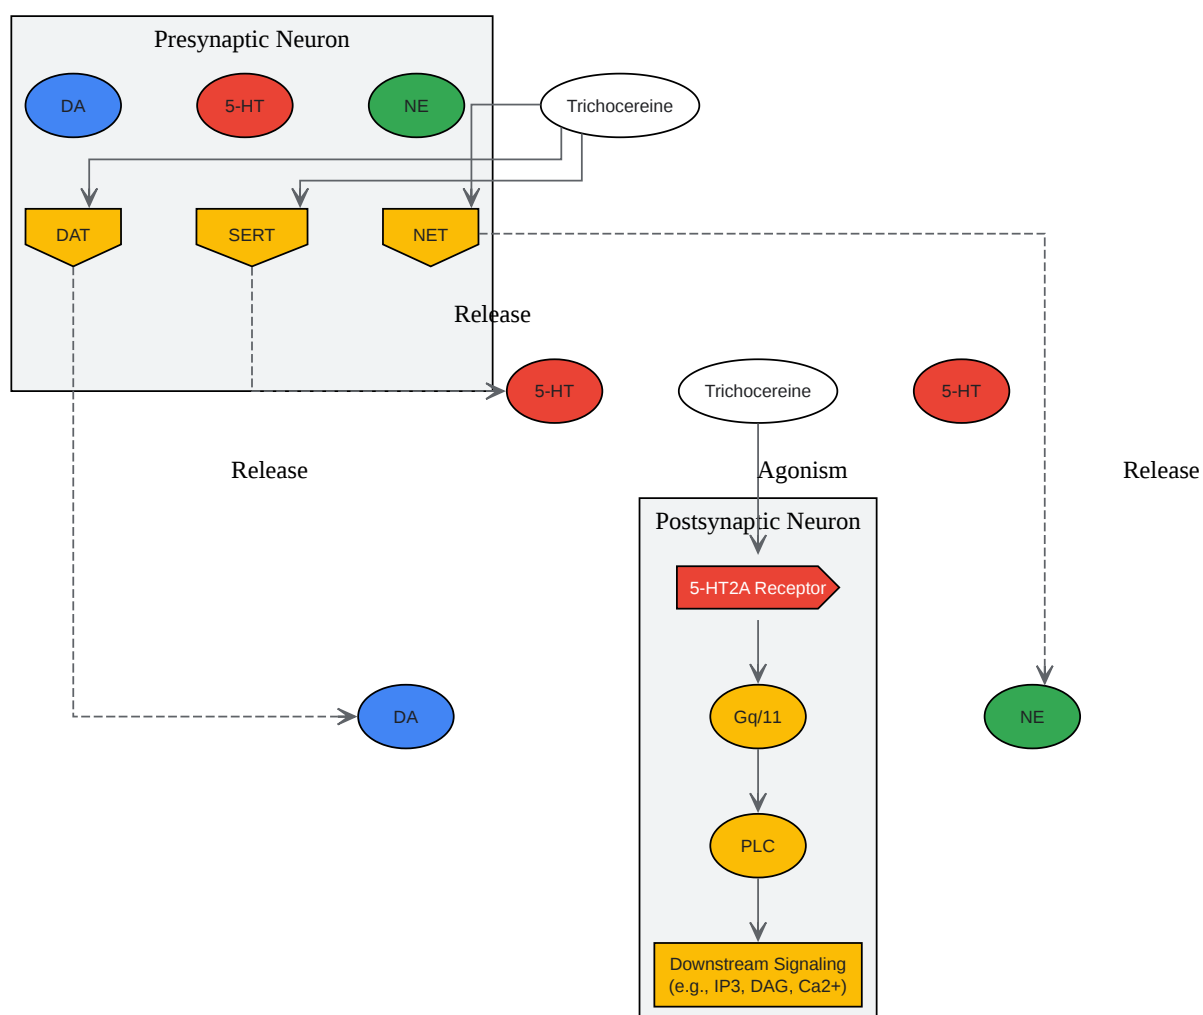 Presynaptic Neuron
DA
5-HT
NE
Trichocereine
DAT
SERT
NET
Release
5-HT
Trichocereine
5-HT
Release
Agonism
Release
Postsynaptic Neuron
5-HT2A Receptor
DA
Gq/11
NE
PLC
Downstream Signaling
(e.g., IP3, DAG, Ca2+)